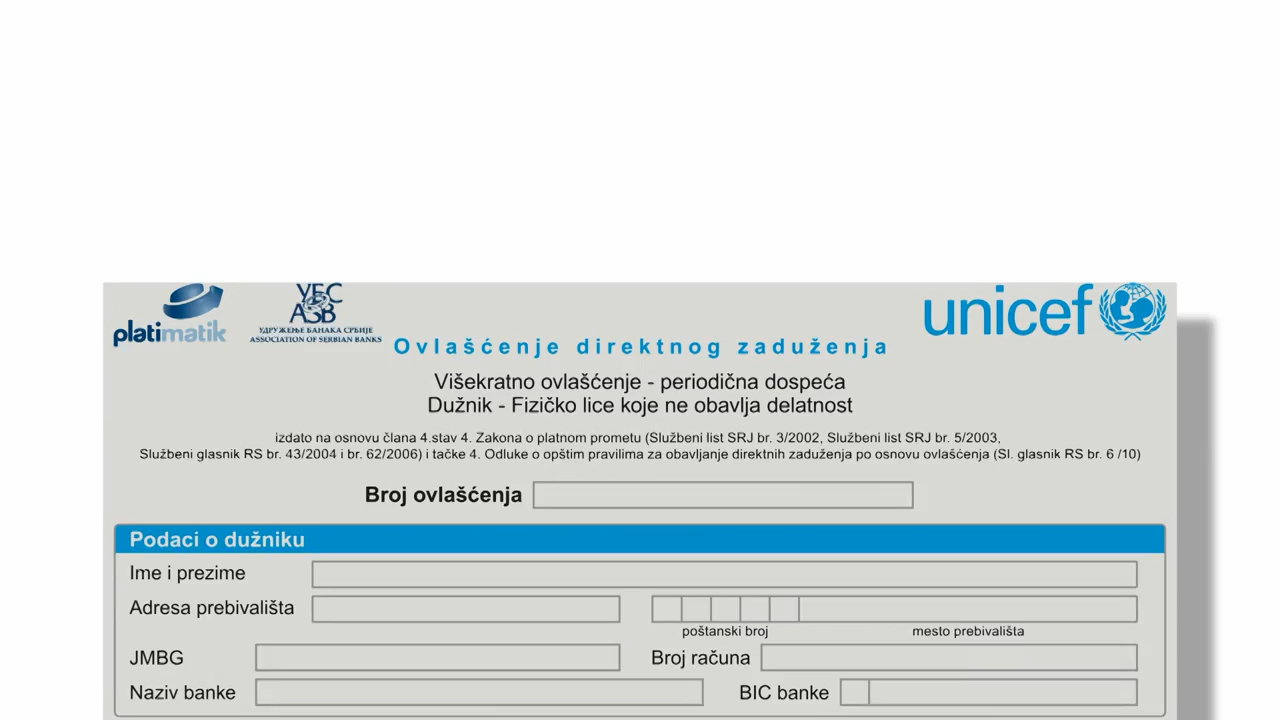 platimatik
УДРУЖЕЊЕ БАНАКА СРБИЈЕ
ASSOCIATION OF SERBIAN BANKS
unicef
Ovlašćenje direktnog zaduženja
Višekratno ovlašćenje - periodična dospeća
Dužnik - Fizičko lice koje ne obavlja delatnost
izdato na osnovu člana 4.stav 4. Zakona o platnom prometu (Službeni list SRJ br. 3/2002, Službeni list SRJ br. 5/2003,
Službeni glasnik RS br. 43/2004 i br. 62/2006) i tačke 4. Odluke o opštim pravilima za obavljanje direktnih zaduženja po osnovu ovlašćenja (Sl. glasnik RS br. 6 /10)
Broj ovlašćenja
Podaci o dužniku
Ime i prezime
Adresa prebivališta
poštanski broj mesto prebivališta
JMBG Broj računa
Naziv banke BIC banke